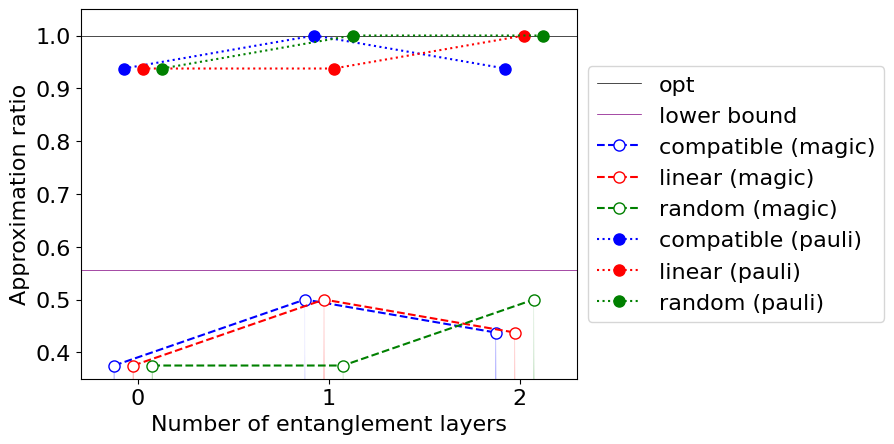 1.0
0.9
0.8
0.7
0.6
0.5
0.4
Approximation ratio
0
1
2
Number of entanglement layers
opt
lower bound
compatible (magic)
linear (magic)
random (magic)
compatible (pauli)
linear (pauli)
random (pauli)